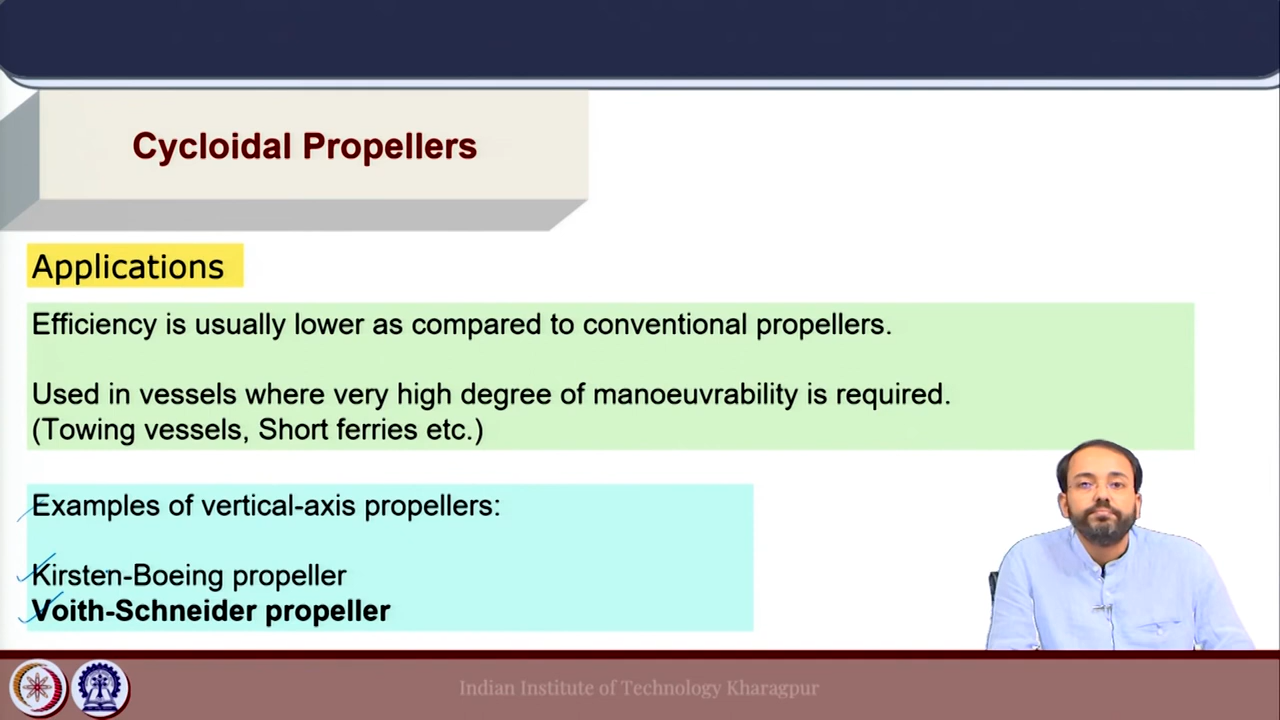 Cycloidal Propellers
Applications
Efficiency is usually lower as compared to conventional propellers.
Used in vessels where very high degree of manoeuvrability is required.
(Towing vessels, Short ferries etc.)
Examples of vertical-axis propellers:
Kirsten-Boeing propeller
Voith-Schneider propeller
Indian Institute of Technology Kharagpur